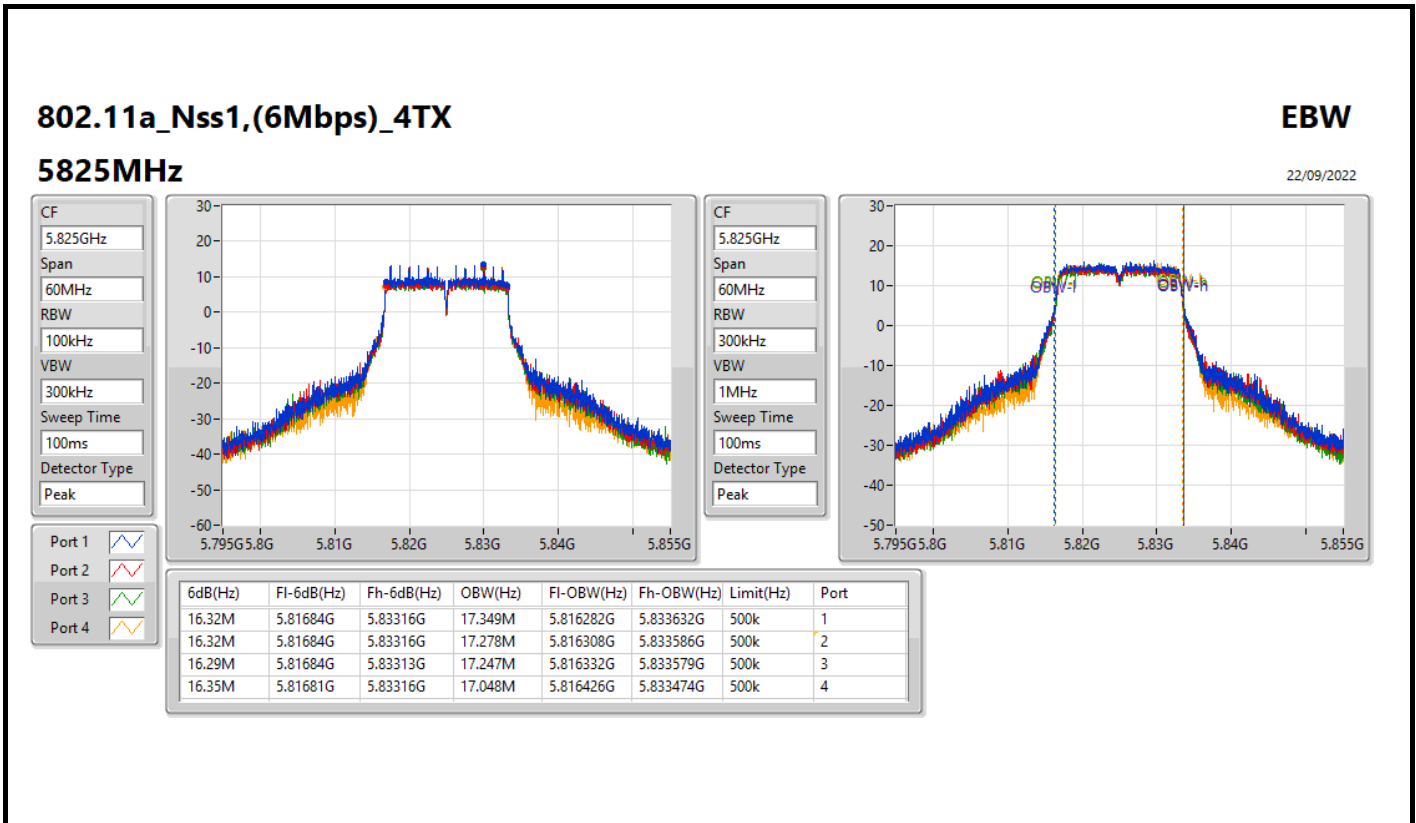 802.11a_Nss1,(6Mbps)_4TX
EBW
5825MHz
22/09/2022
CF
5.825GHz
Span
60MHz
RBW
100kHz
VBW
300kHz
Sweep Time
100ms
Detector Type
Peak
30
20
10
0
-10
-20
-30
-40
-50
-60
5.795G 5.8G 5.81G 5.82G 5.83G 5.84G 5.855G
CF
5.825GHz
Span
60MHz
RBW
300kHz
VBW
1MHz
Sweep Time
100ms
Detector Type
Peak
30
20
10
0
-10
-20
-30
-40
-50
OBW-l OBW-h
5.795G 5.8G 5.81G 5.82G 5.83G 5.84G 5.855G
Port 1
Port 2
Port 3
Port 4
6dB(Hz) Fl-6dB(Hz) Fh-6dB(Hz) OBW(Hz) Fl-OBW(Hz) Fh-OBW(Hz) Limit(Hz) Port
16.32M 5.81684G 5.83316G 17.349M 5.816282G 5.833632G 500k 1
16.32M 5.81684G 5.83316G 17.278M 5.816308G 5.833586G 500k 2
16.29M 5.81684G 5.83313G 17.247M 5.816332G 5.833579G 500k 3
16.35M 5.81681G 5.83316G 17.048M 5.816426G 5.833474G 500k 4